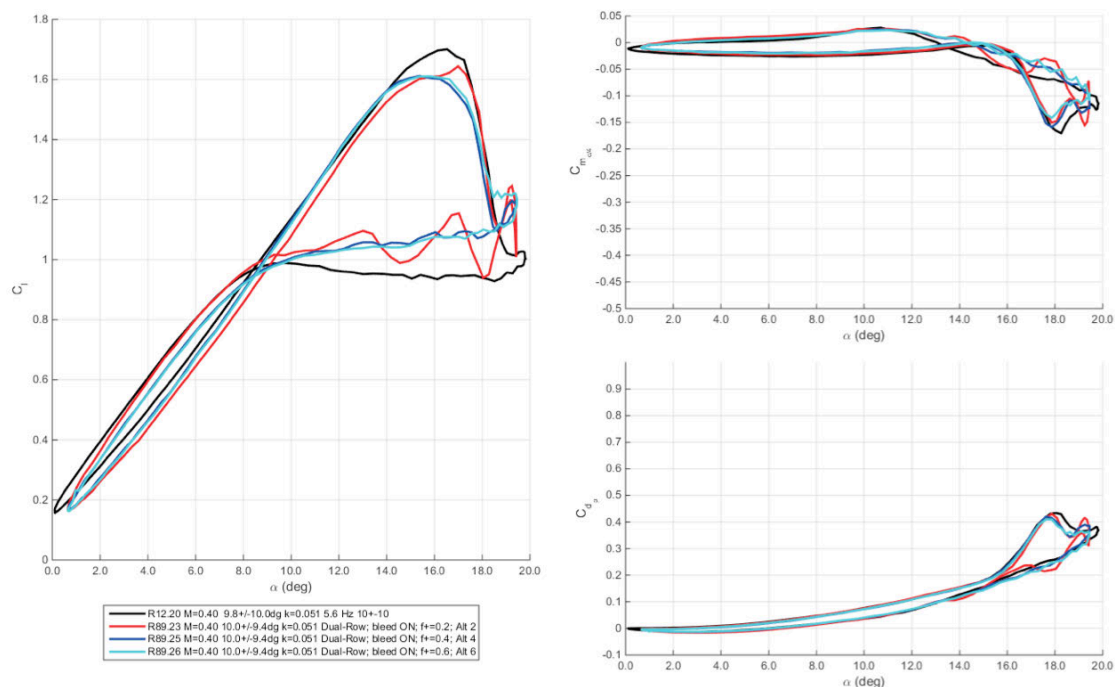 1.8
1.6
1.4
1.2
1
0.8
0.6
0.4
0.2
0
C_l
0.0 2.0 4.0 6.0 8.0 10.0 12.0 14.0 16.0 18.0 20.0
α (deg)
R12.20 M=0.40 9.8+/-10.0dg k=0.051 5.6 Hz 10+-10
R89.23 M=0.40 10.0+/-9.4dg k=0.051 Dual-Row; bleed ON; f+=0.2; Alt 2
R89.25 M=0.40 10.0+/-9.4dg k=0.051 Dual-Row; bleed ON; f+=0.4; Alt 4
R89.26 M=0.40 10.0+/-9.4dg k=0.051 Dual-Row; bleed ON; f+=0.6; Alt 6
0.05
0
-0.05
-0.1
-0.15
-0.2
-0.25
-0.3
-0.35
-0.4
-0.45
-0.5
C_m
0.0 2.0 4.0 6.0 8.0 10.0 12.0 14.0 16.0 18.0 20.0
α (deg)
0.9
0.8
0.7
0.6
0.5
0.4
0.3
0.2
0.1
0
-0.1
C_d_p
0.0 2.0 4.0 6.0 8.0 10.0 12.0 14.0 16.0 18.0 20.0
α (deg)